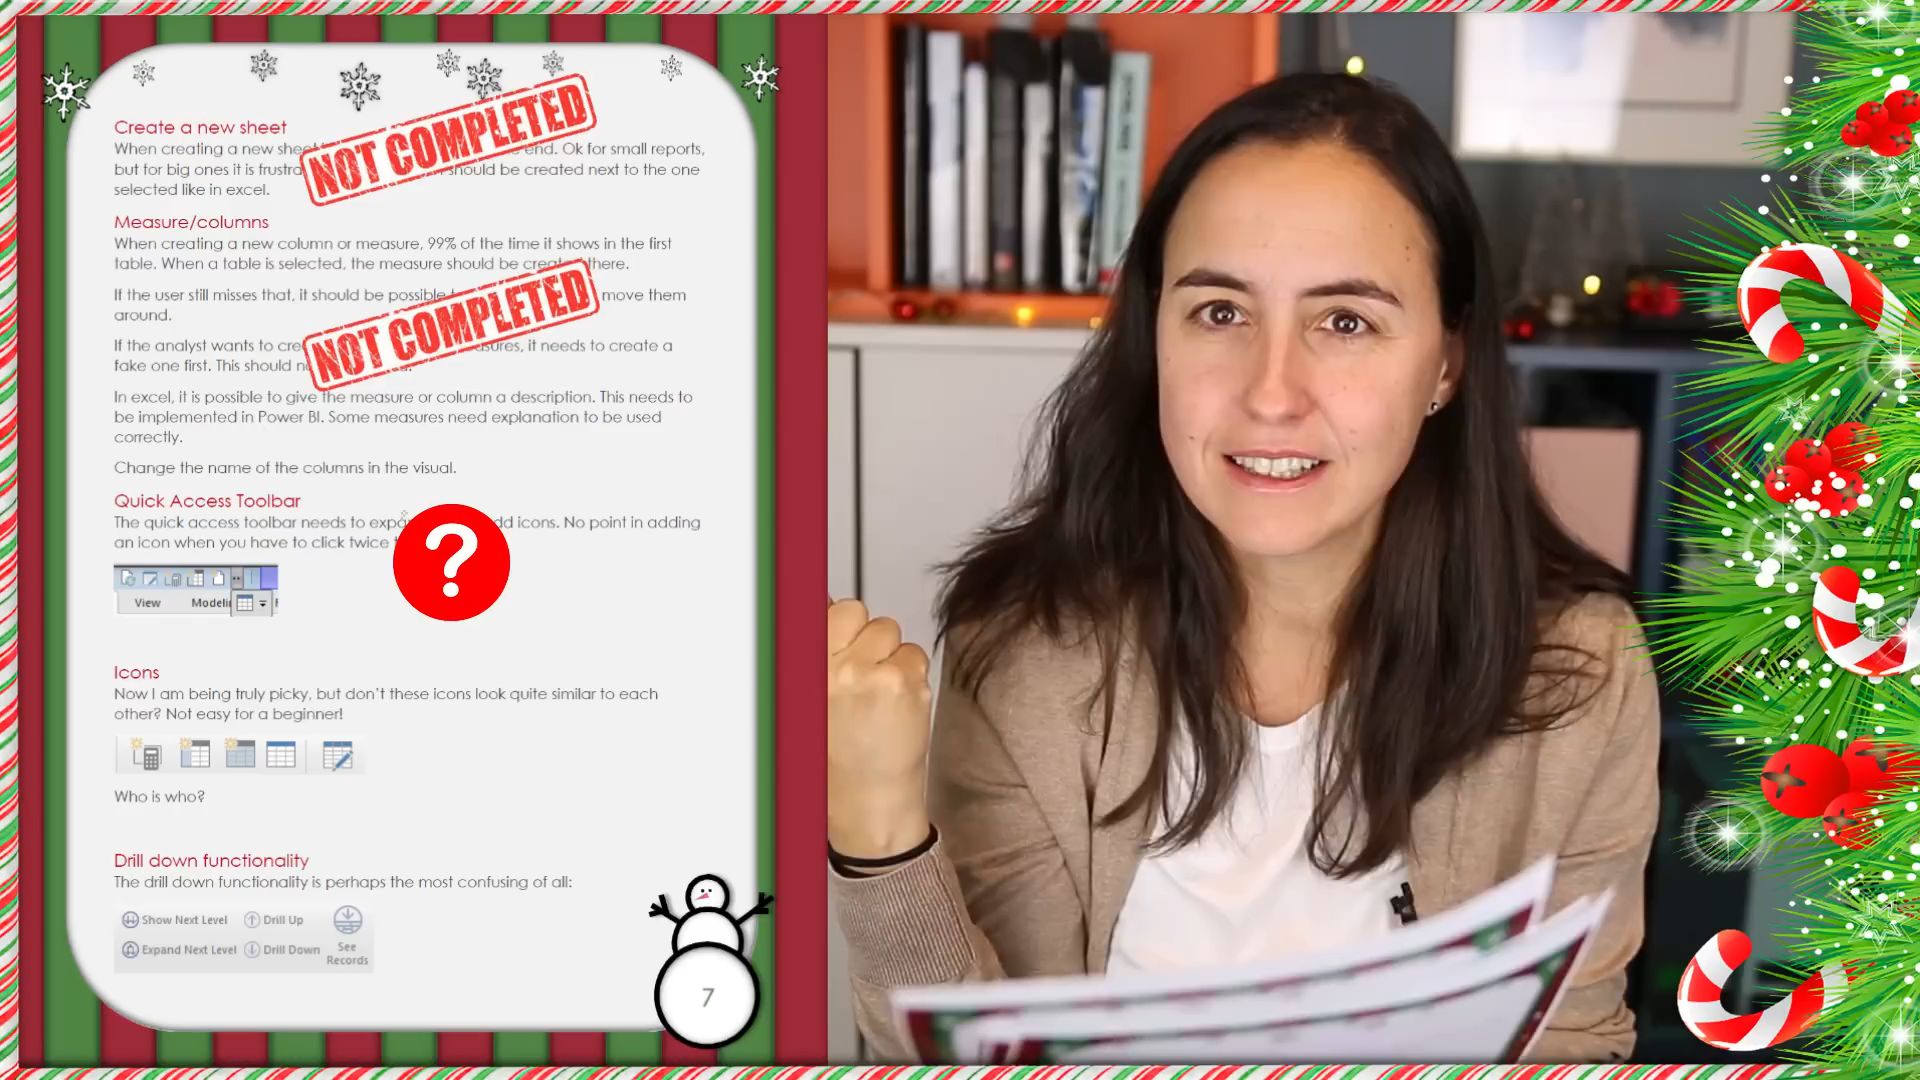 Create a new sheet
When creating a new shee end. Ok for small reports,
but for big ones it is frustra should be created next to the one
selected like in excel.
NOT COMPLETED
Measure/columns
When creating a new column or measure, 99% of the time it shows in the first
table. When a table is selected, the measure should be created there.
If the user still misses that, it should be possible move them
around.
If the analyst wants to cre it needs to create a
fake one first. This should
NOT COMPLETED
In excel, it is possible to give the measure or column a description. This needs to
be implemented in Power BI. Some measures need explanation to be used
correctly.
Change the name of the columns in the visual.
Quick Access Toolbar
The quick access toolbar needs to icons. No point in adding
an icon when you have to click twice
?
View Modelin
Icons
Now I am being truly picky, but don't these icons look quite similar to each
other? Not easy for a beginner!
Who is who?
Drill down functionality
The drill down functionality is perhaps the most confusing of all:
Show Next Level Drill Up
Expand Next Level Drill Down See
Records
7